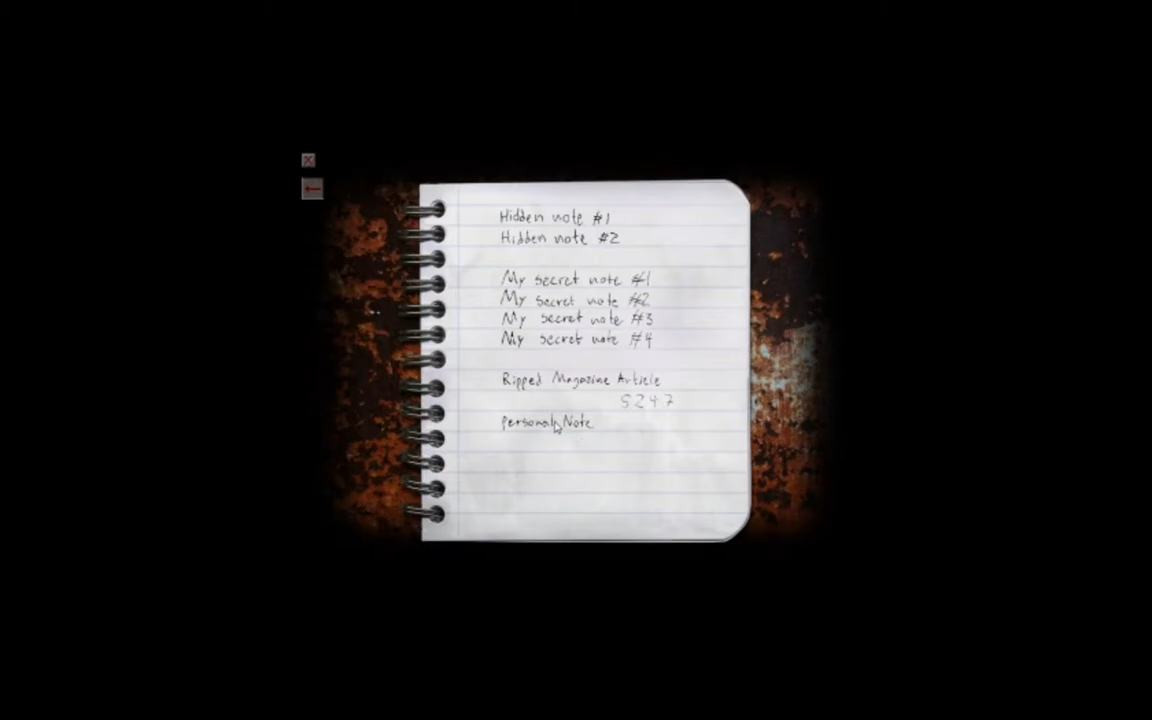 Hidden note #1
Hidden note #2
My secret note #1
My secret note #2
My secret note #3
My secret note #4
Ripped Magazine Article
5247
Personal Note